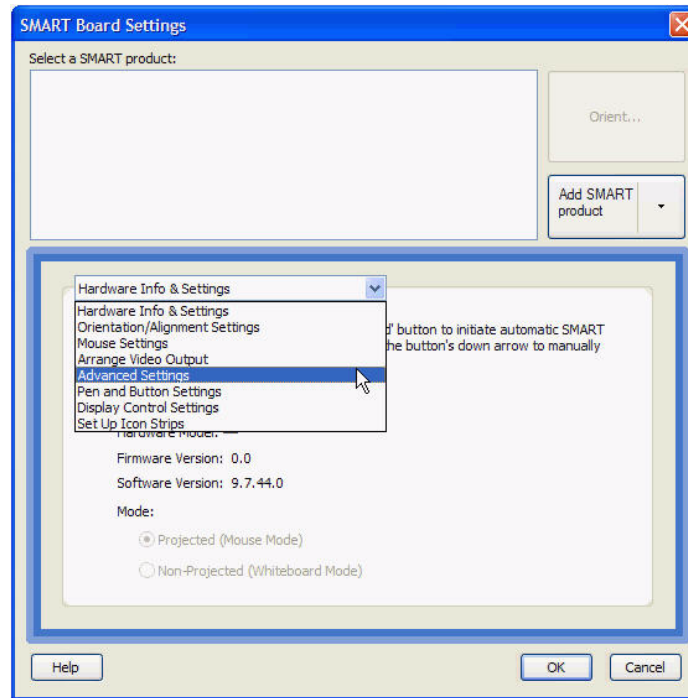 SMART Board Settings
Select a SMART product:
Orient...
Add SMART
product
Hardware Info & Settings
Hardware Info & Settings
Orientation/Alignment Settings
Mouse Settings
Arrange Video Output
Advanced Settings
Pen and Button Settings
Display Control Settings
Set Up Icon Strips
button to initiate automatic SMART
the button's down arrow to manually
Hardware Model: ---
Firmware Version: 0.0
Software Version: 9.7.44.0
Mode:
Projected (Mouse Mode)
Non-Projected (Whiteboard Mode)
Help
OK
Cancel